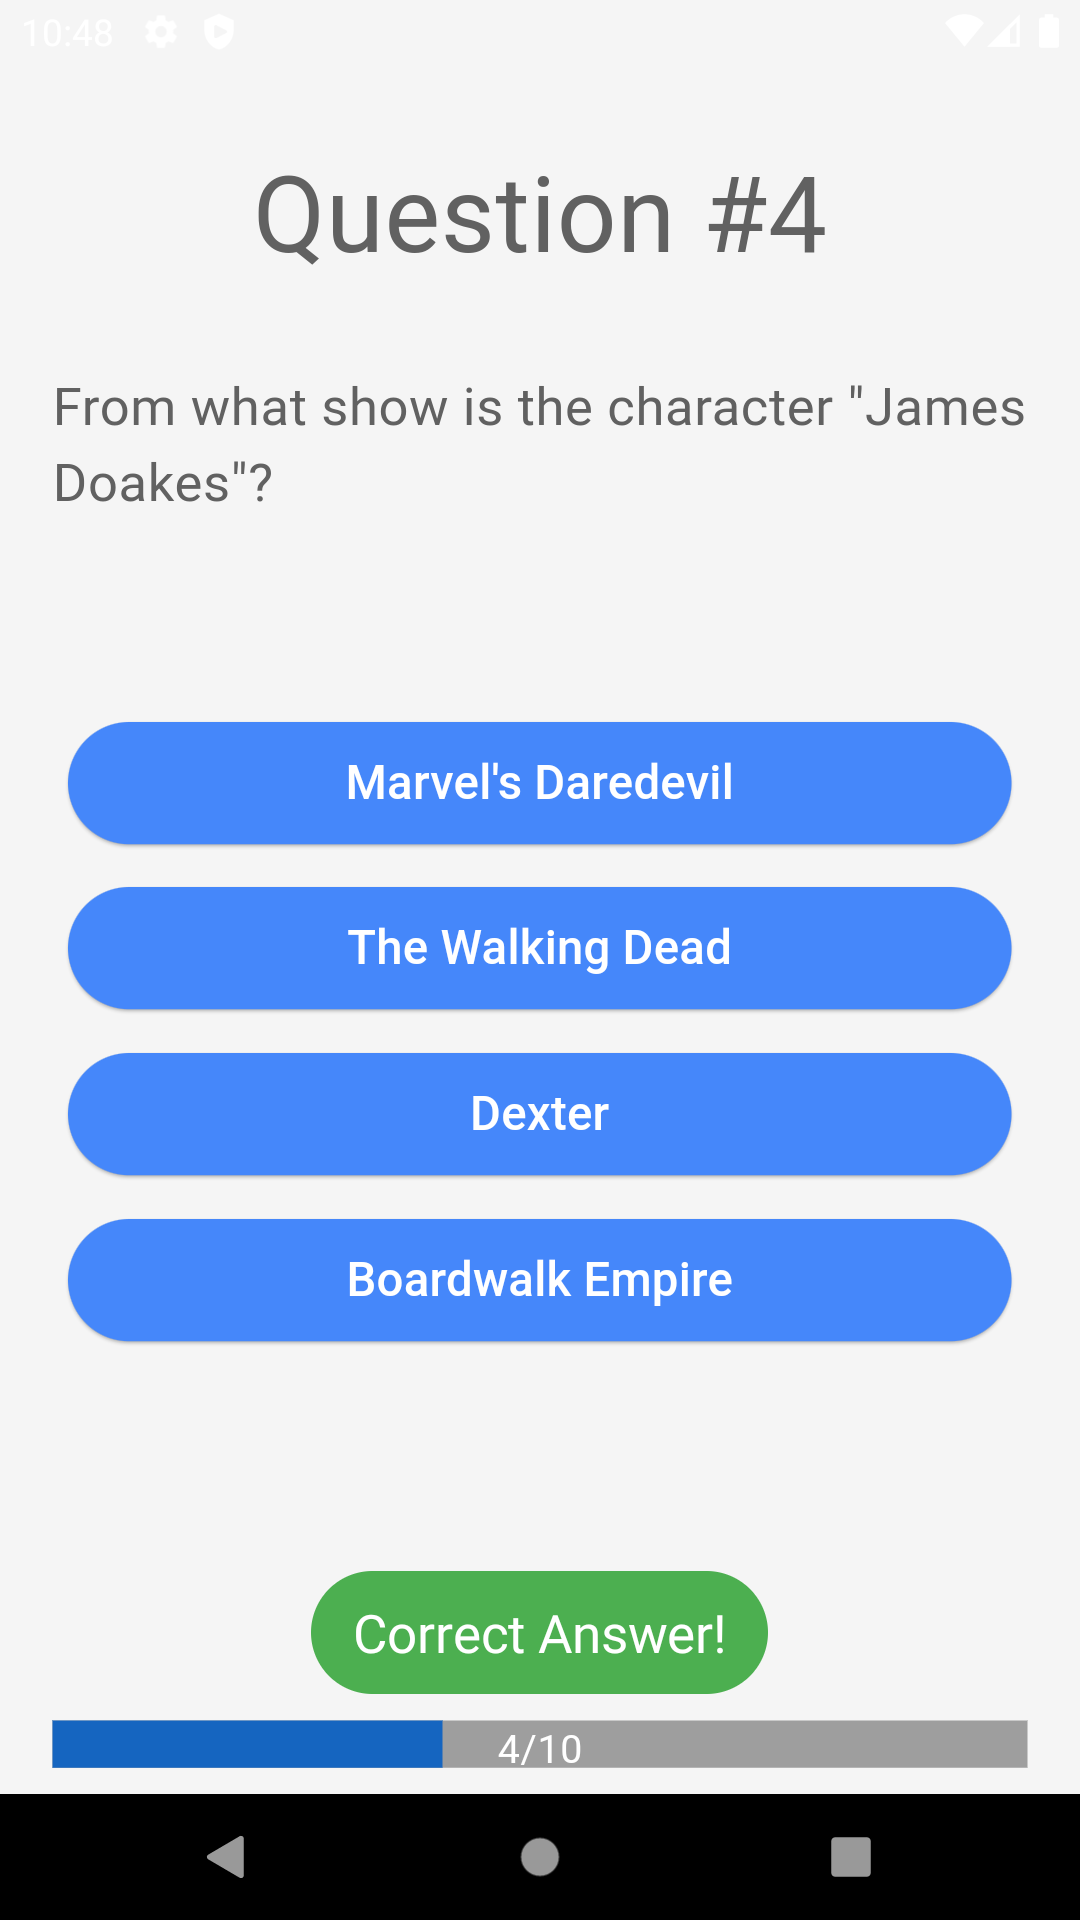 10:48
Question #4
From what show is the character "James
Doakes"?
Marvel's Daredevil
The Walking Dead
Dexter
Boardwalk Empire
Correct Answer!
4/10